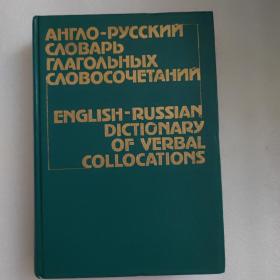 АНГЛО-РУССКИЙ
СЛОВАРЬ
ГЛАГОЛЬНЫХ
СЛОВОСОЧЕТАНИЙ
ENGLISH-RUSSIAN
DICTIONARY
OF VERBAL
COLLOCATIONS